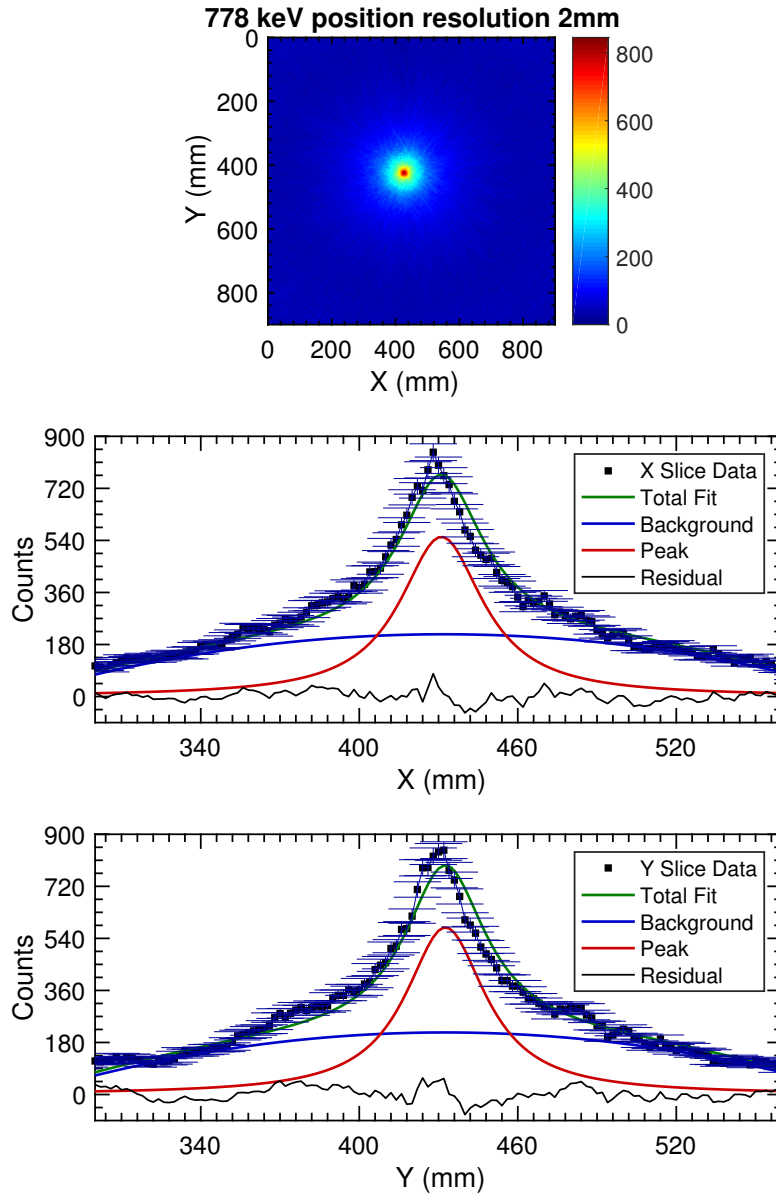 778 keV position resolution 2mm
0
200
400
600
800
Y (mm)
0 200 400 600 800
X (mm)
800
600
400
200
0
900
720
540
360
180
0
Counts
X Slice Data
Total Fit
Background
Peak
Residual
340 400 460 520
X (mm)
900
720
540
360
180
0
Counts
Y Slice Data
Total Fit
Background
Peak
Residual
340 400 460 520
Y (mm)